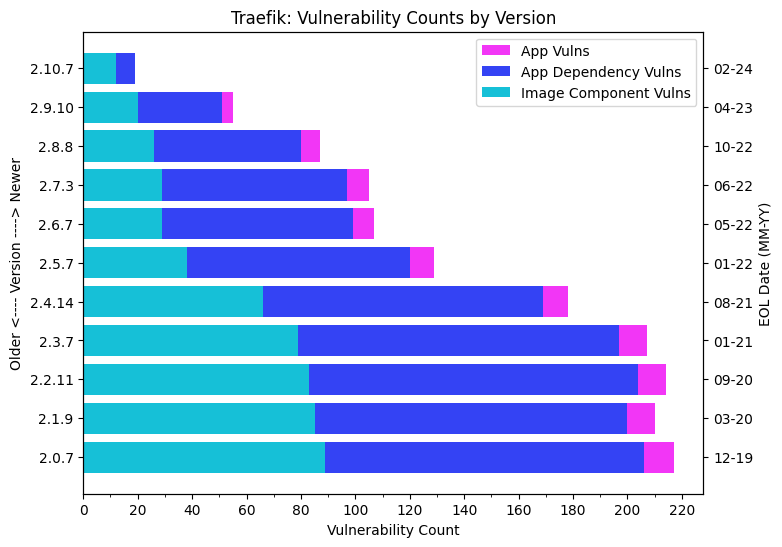 Traefik: Vulnerability Counts by Version
App Vulns
App Dependency Vulns
Image Component Vulns
Older <---- Version ----> Newer
2.10.7
2.9.10
2.8.8
2.7.3
2.6.7
2.5.7
2.4.14
2.3.7
2.2.11
2.1.9
2.0.7
02-24
04-23
10-22
06-22
05-22
01-22
08-21
01-21
09-20
03-20
12-19
EOL Date (MM-YY)
0 20 40 60 80 100 120 140 160 180 200 220
Vulnerability Count